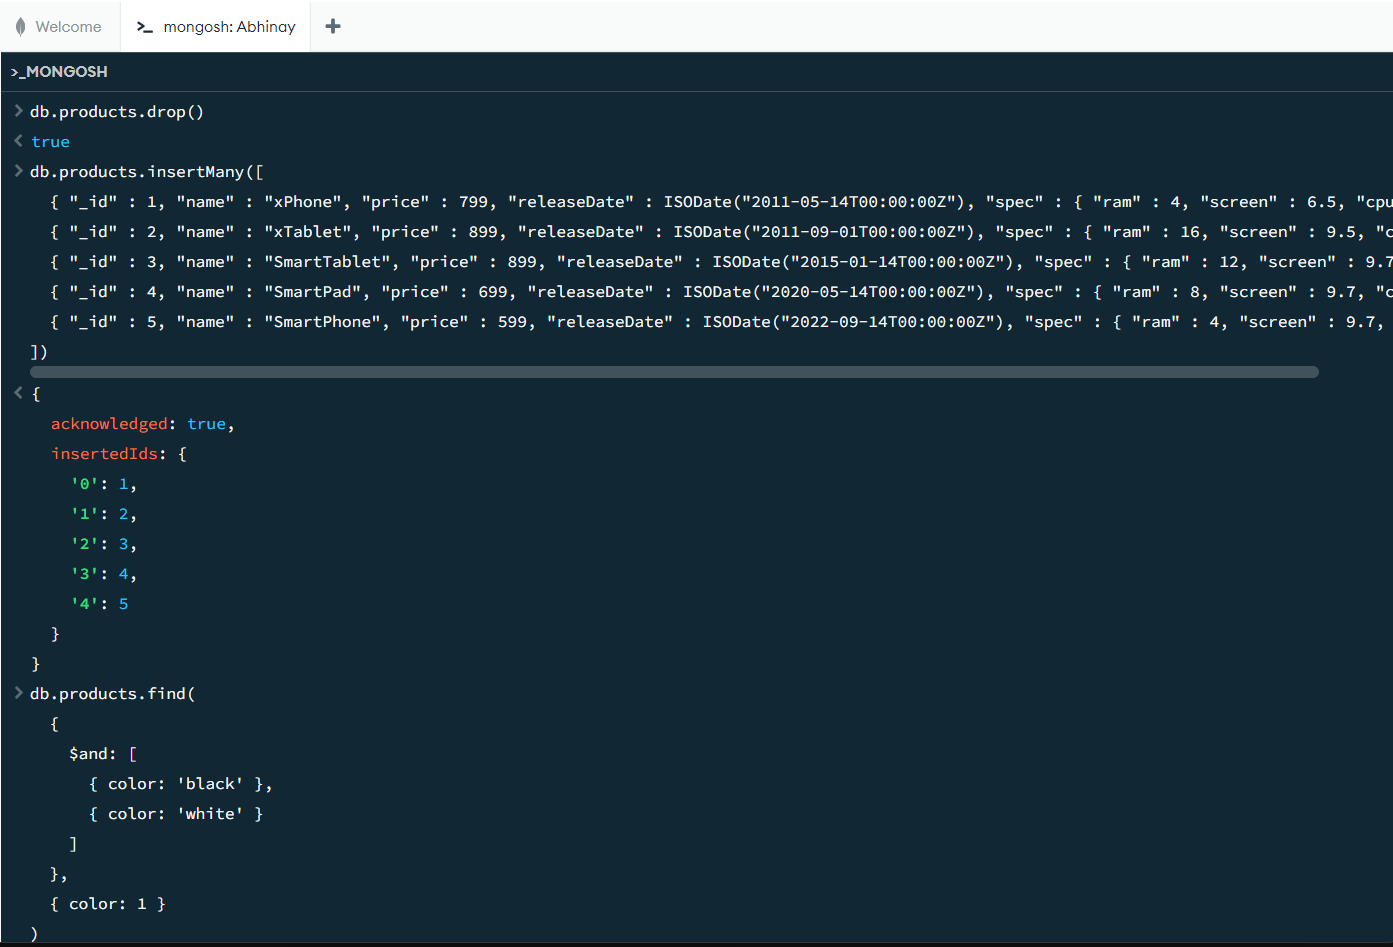 Welcome
>_ mongosh: Abhinay
+
>_MONGOSH
> db.products.drop()
< true
> db.products.insertMany([
{ "_id" : 1, "name" : "xPhone", "price" : 799, "releaseDate" : ISODate("2011-05-14T00:00:00Z"), "spec" : { "ram" : 4, "screen" : 6.5, "cpu
{ "_id" : 2, "name" : "xTablet", "price" : 899, "releaseDate" : ISODate("2011-09-01T00:00:00Z"), "spec" : { "ram" : 16, "screen" : 9.5, "c
{ "_id" : 3, "name" : "SmartTablet", "price" : 899, "releaseDate" : ISODate("2015-01-14T00:00:00Z"), "spec" : { "ram" : 12, "screen" : 9.7
{ "_id" : 4, "name" : "SmartPad", "price" : 699, "releaseDate" : ISODate("2020-05-14T00:00:00Z"), "spec" : { "ram" : 8, "screen" : 9.7, "c
{ "_id" : 5, "name" : "SmartPhone", "price" : 599, "releaseDate" : ISODate("2022-09-14T00:00:00Z"), "spec" : { "ram" : 4, "screen" : 9.7,
])
< {
acknowledged: true,
insertedIds: {
'0': 1,
'1': 2,
'2': 3,
'3': 4,
'4': 5
}
}
> db.products.find(
{
$and: [
{ color: 'black' },
{ color: 'white' }
]
},
{ color: 1 }
)